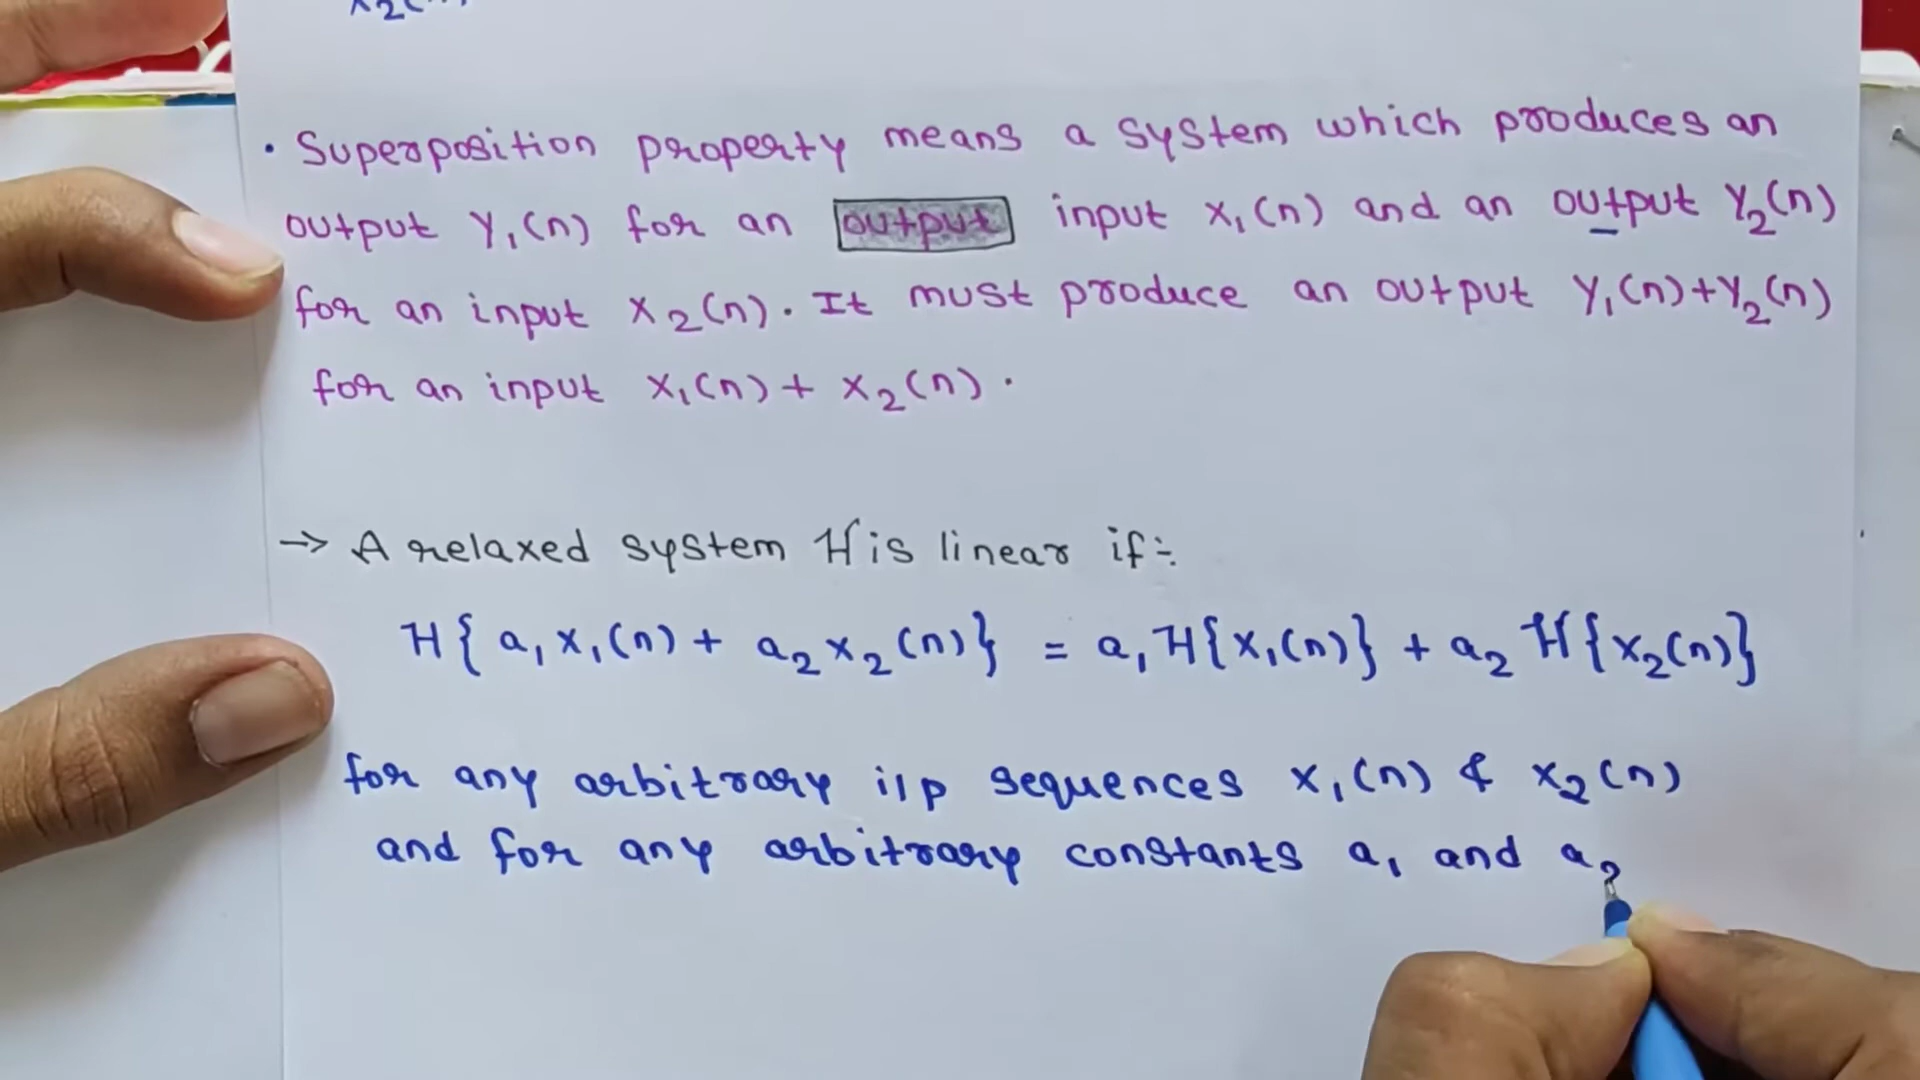 x2(n)
• Superposition property means a system which produces an
output y1(n) for an output input x1(n) and an output y2(n)
for an input x2(n). It must produce an output y1(n)+y2(n)
for an input x1(n) + x2(n).
→ A relaxed system H is linear if:-
H{ a1x1(n) + a2x2(n)} = a1H{x1(n)} + a2 H{x2(n)}
for any arbitrary i/p sequences x1(n) & x2(n)
and for any arbitrary constants a1 and a2